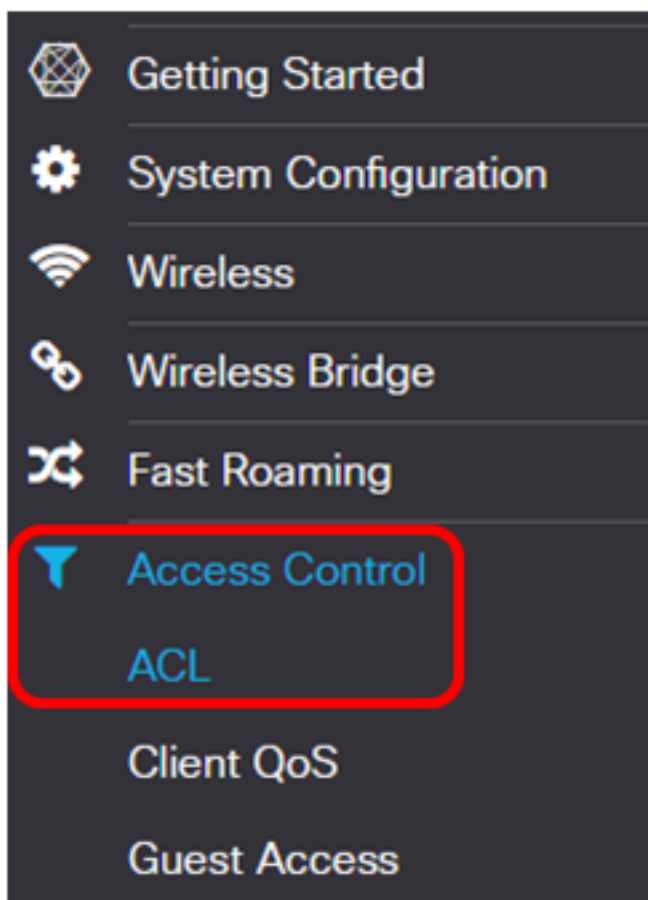 Getting Started
System Configuration
Wireless
Wireless Bridge
Fast Roaming
Access Control
ACL
Client QoS
Guest Access